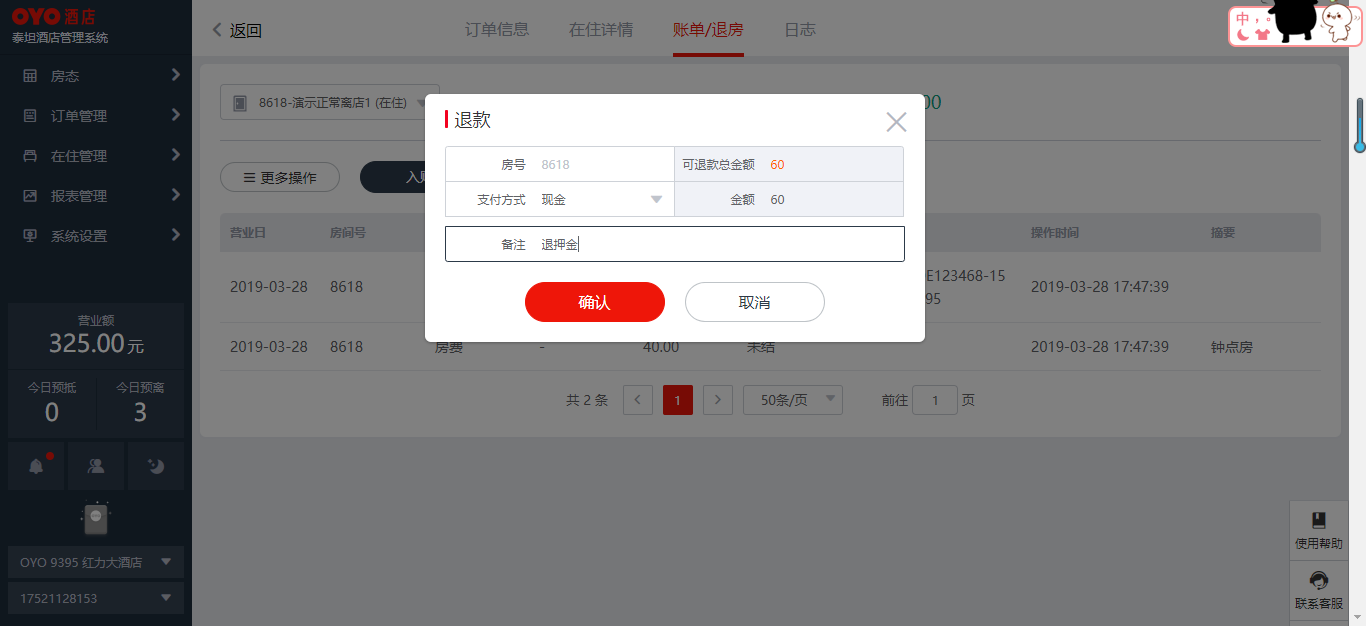 OYO 酒店
泰坦酒店管理系统
房态
订单管理
在住管理
报表管理
系统设置
营业额
325.00元
今日预抵
今日预离
0
3
OYO 9395 红力大酒店
17521128153
返回
订单信息
在住详情
账单/退房
日志
中
8618-演示正常离店1 (在住)
00
更多操作
入账
营业日
房间号
操作时间
摘要
2019-03-28
8618
E123468-15
95
2019-03-28 17:47:39
2019-03-28
8618
房费
-
40.00
未结
2019-03-28 17:47:39
钟点房
共 2 条
1
50条/页
前往
1
页
退款
房号
8618
可退款总金额
60
支付方式
现金
金额
60
备注
退押金
确认
取消
使用帮助
联系客服